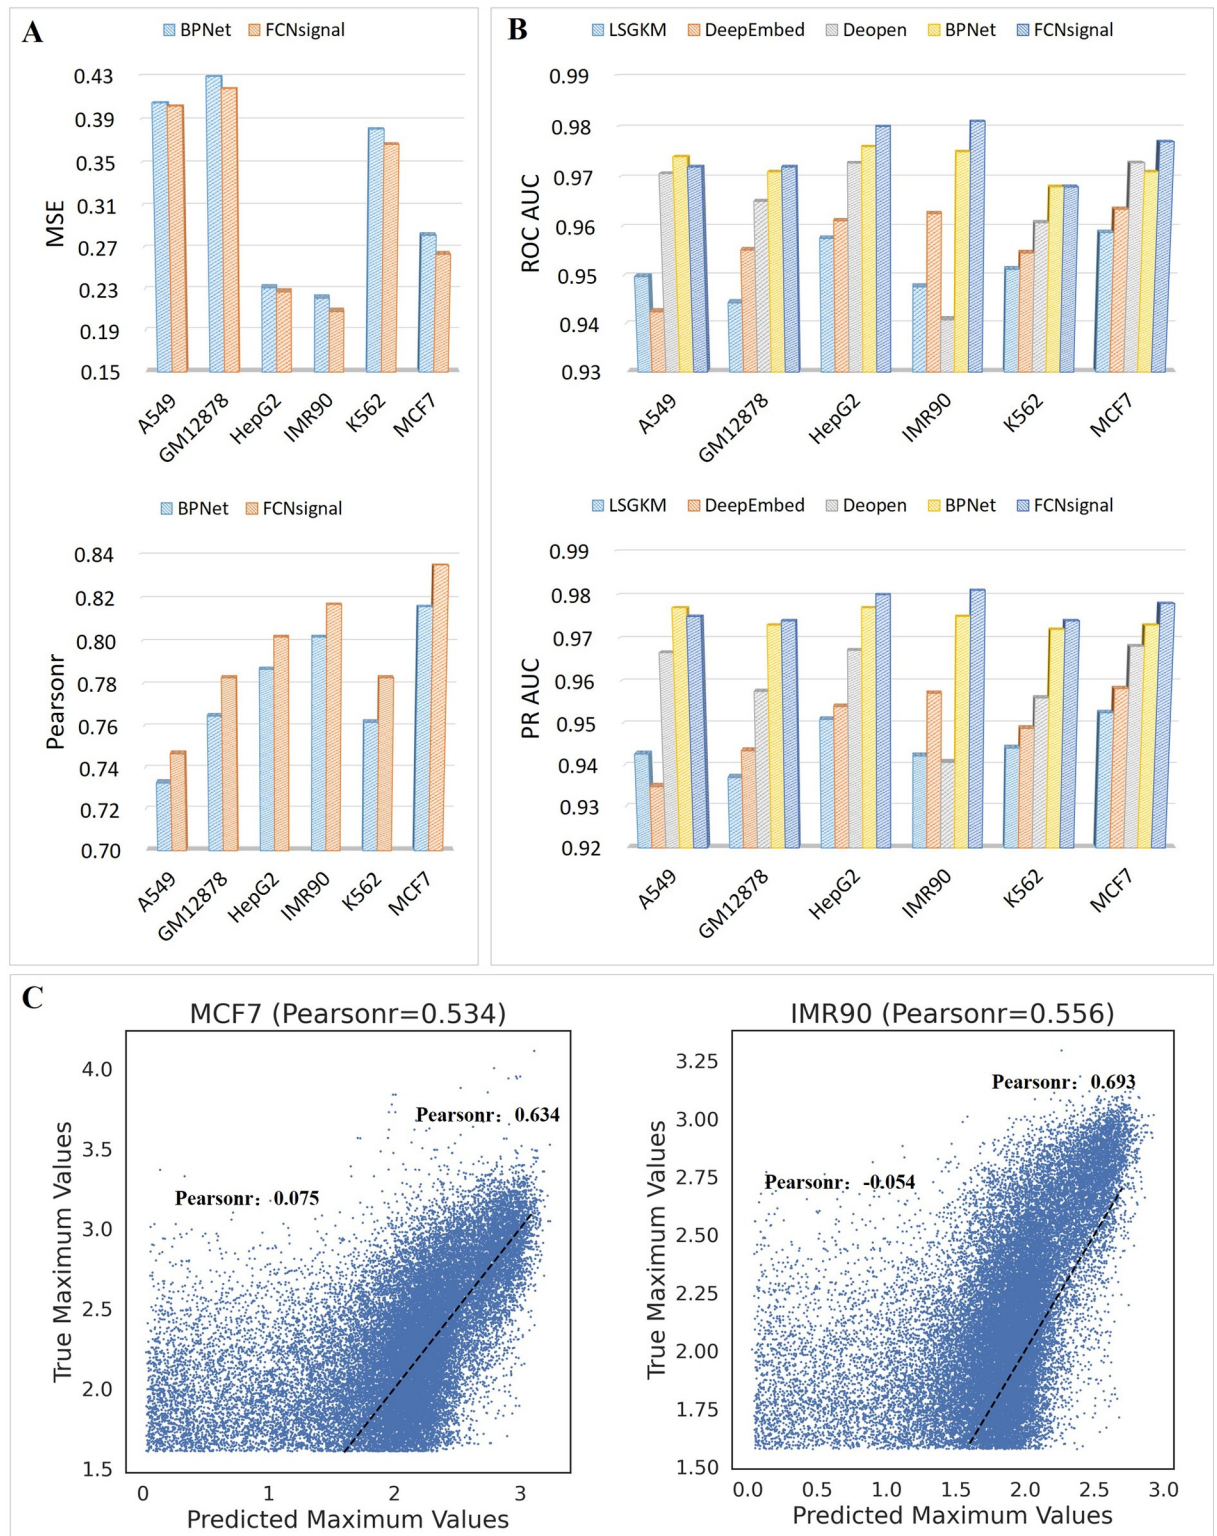 A
BPNet FCNsignal
MSE
0.43
0.39
0.35
0.31
0.27
0.23
0.19
0.15
A549 GM12878 HepG2 IMR90 K562 MCF7
BPNet FCNsignal
Pearsonr
0.84
0.82
0.80
0.78
0.76
0.74
0.72
0.70
A549 GM12878 HepG2 IMR90 K562 MCF7
B
LSGKM DeepEmbed Deopen BPNet FCNsignal
ROC AUC
0.99
0.98
0.97
0.96
0.95
0.94
0.93
A549 GM12878 HepG2 IMR90 K562 MCF7
LSGKM DeepEmbed Deopen BPNet FCNsignal
PR AUC
0.99
0.98
0.97
0.96
0.95
0.94
0.93
0.92
A549 GM12878 HepG2 IMR90 K562 MCF7
C
MCF7 (Pearsonr=0.534)
True Maximum Values
4.0
3.5
3.0
2.5
2.0
1.5
Pearsonr: 0.634
Pearsonr: 0.075
0 1 2 3
Predicted Maximum Values
IMR90 (Pearsonr=0.556)
True Maximum Values
3.25
3.00
2.75
2.50
2.25
2.00
1.75
1.50
Pearsonr: 0.693
Pearsonr: -0.054
0.0 0.5 1.0 1.5 2.0 2.5 3.0
Predicted Maximum Values